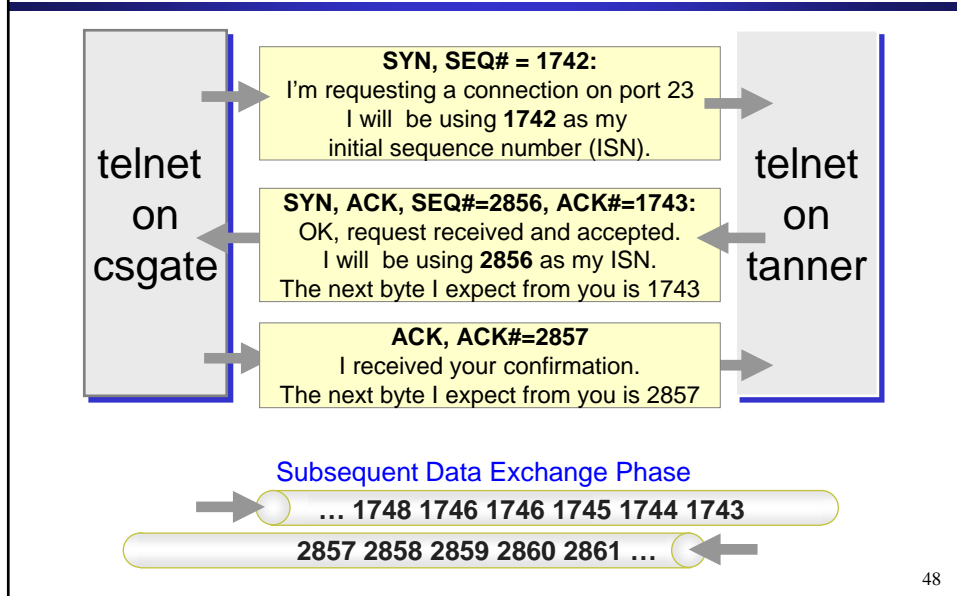 SYN, SEQ# = 1742:
I'm requesting a connection on port 23
I will be using 1742 as my
initial sequence number (ISN).
telnet
on
csgate
telnet
on
tanner
SYN, ACK, SEQ#=2856, ACK#=1743:
OK, request received and accepted.
I will be using 2856 as my ISN.
The next byte I expect from you is 1743
ACK, ACK#=2857
I received your confirmation.
The next byte I expect from you is 2857
Subsequent Data Exchange Phase
… 1748 1746 1746 1745 1744 1743
2857 2858 2859 2860 2861 …
48